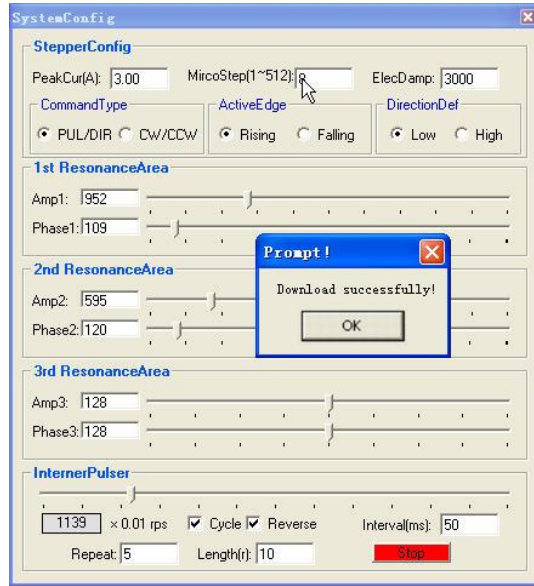 SystemConfig
StepperConfig
PeakCur(A): 3.00 MircoStep(1~512): ElecDamp: 3000
CommandType ActiveEdge DirectionDef
PUL/DIR CW/CCW Rising Falling Low High
1st ResonanceArea
Amp1: 952
Phase1: 109
Prompt!
Download successfully!
OK
2nd ResonanceArea
Amp2: 595
Phase2: 120
3rd ResonanceArea
Amp3: 128
Phase3: 128
InternerPulser
1139 × 0.01 rps Cycle Reverse Interval(ms): 50
Repeat: 5 Length(r): 10 Stop